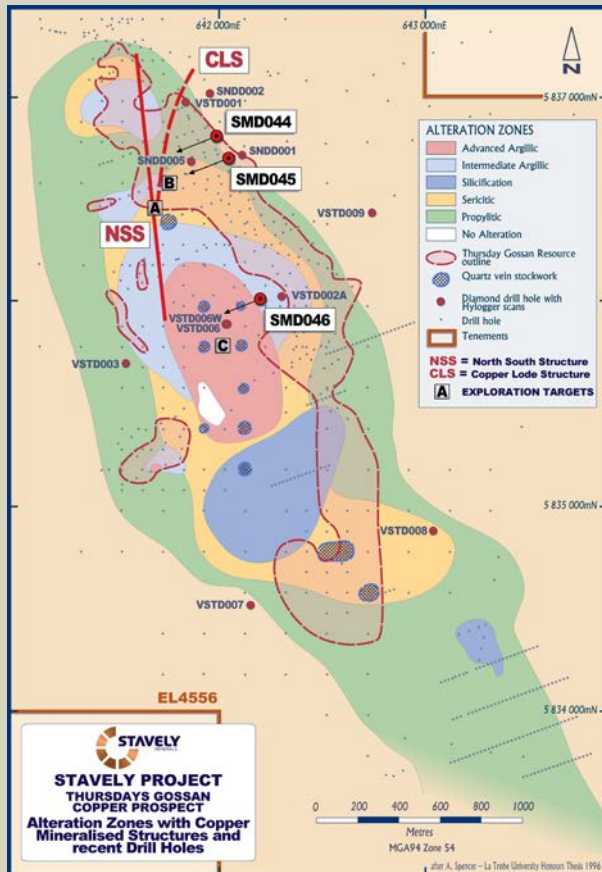 642 000mE
643 000mE
CLS
SNDD002
VSTD001
5 837 000mN
N
SMD044
SNDD001
SNDD005
SMD045
B
A
VSTD009
NSS
VSTD002A
VSTD006W
VSTD006
SMD046
C
VSTD003
ALTERATION ZONES
Advanced Argillic
Intermediate Argillic
Silicification
Sericitic
Propylitic
No Alteration
Thursday Gossan Resource
outline
Quartz vein stockwork
Diamond drill hole with
Hylogger scans
Drill hole
Tenements
NSS = North South Structure
CLS = Copper Lode Structure
A EXPLORATION TARGETS
5 835 000mN
VSTD008
VSTD007
5 834 000mN
EL4556
STAVELY
MINERALS
STAVELY PROJECT
THURSDAYS GOSSAN
COPPER PROSPECT
Alteration Zones with Copper
Mineralised Structures and
recent Drill Holes
0 200 400 600 800 1000
Metres
MGA94 Zone 54
after A. Spencer – La Trobe University Honours Thesis 1996